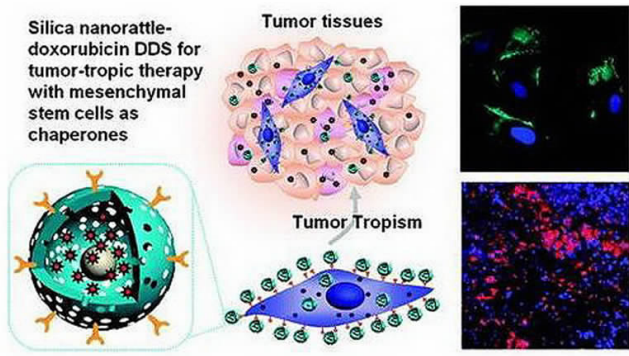 Silica nanorattle-
doxorubicin DDS for
tumor-tropic therapy
with mesenchymal
stem cells as
chaperones
Tumor tissues
Tumor Tropism